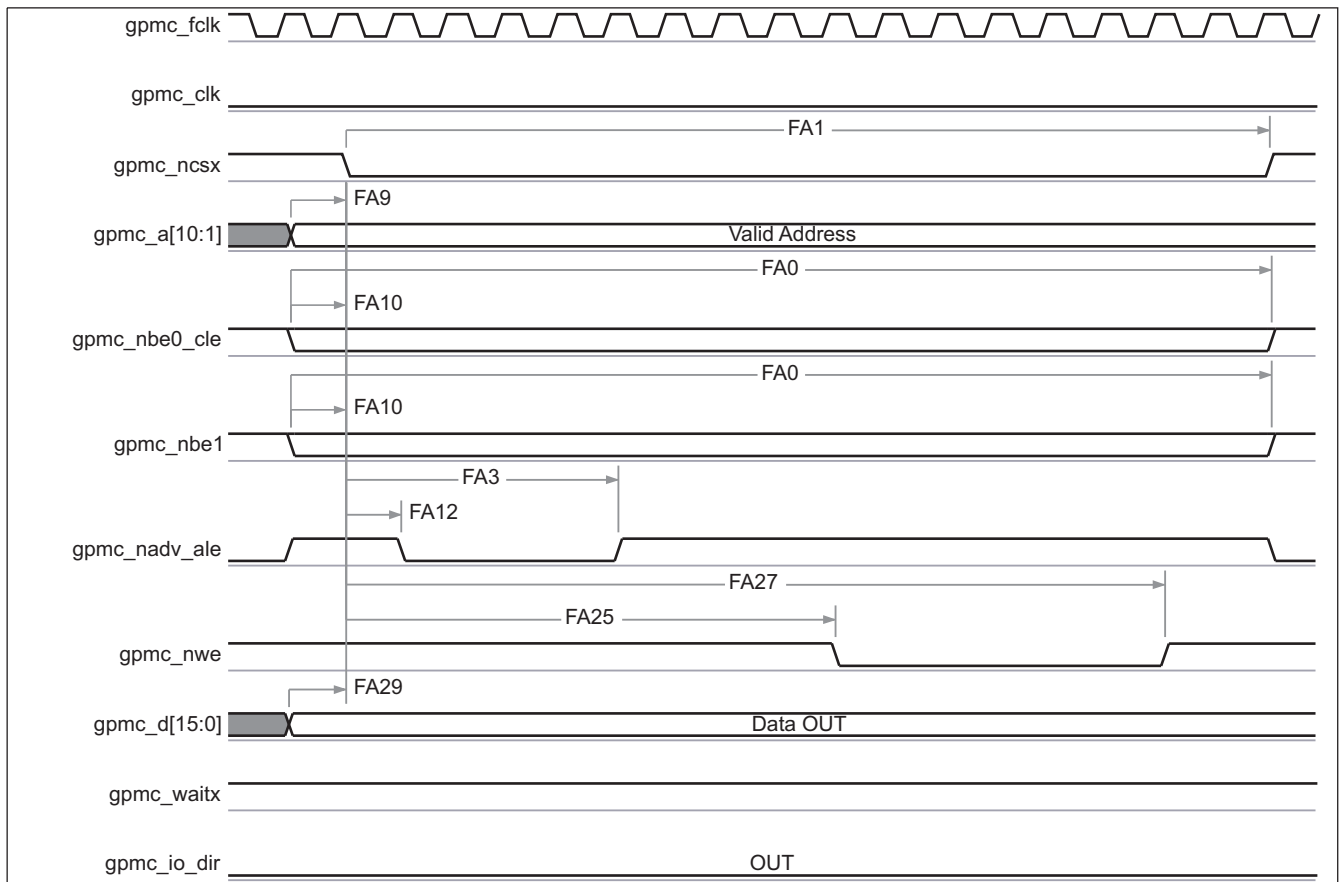 gpmc_fclk
gpmc_clk
FA1
gpmc_ncsx
FA9
gpmc_a[10:1]
Valid Address
FA0
FA10
gpmc_nbe0_cle
FA0
FA10
gpmc_nbe1
FA3
FA12
gpmc_nadv_ale
FA27
FA25
gpmc_nwe
FA29
gpmc_d[15:0]
Data OUT
gpmc_waitx
gpmc_io_dir
OUT